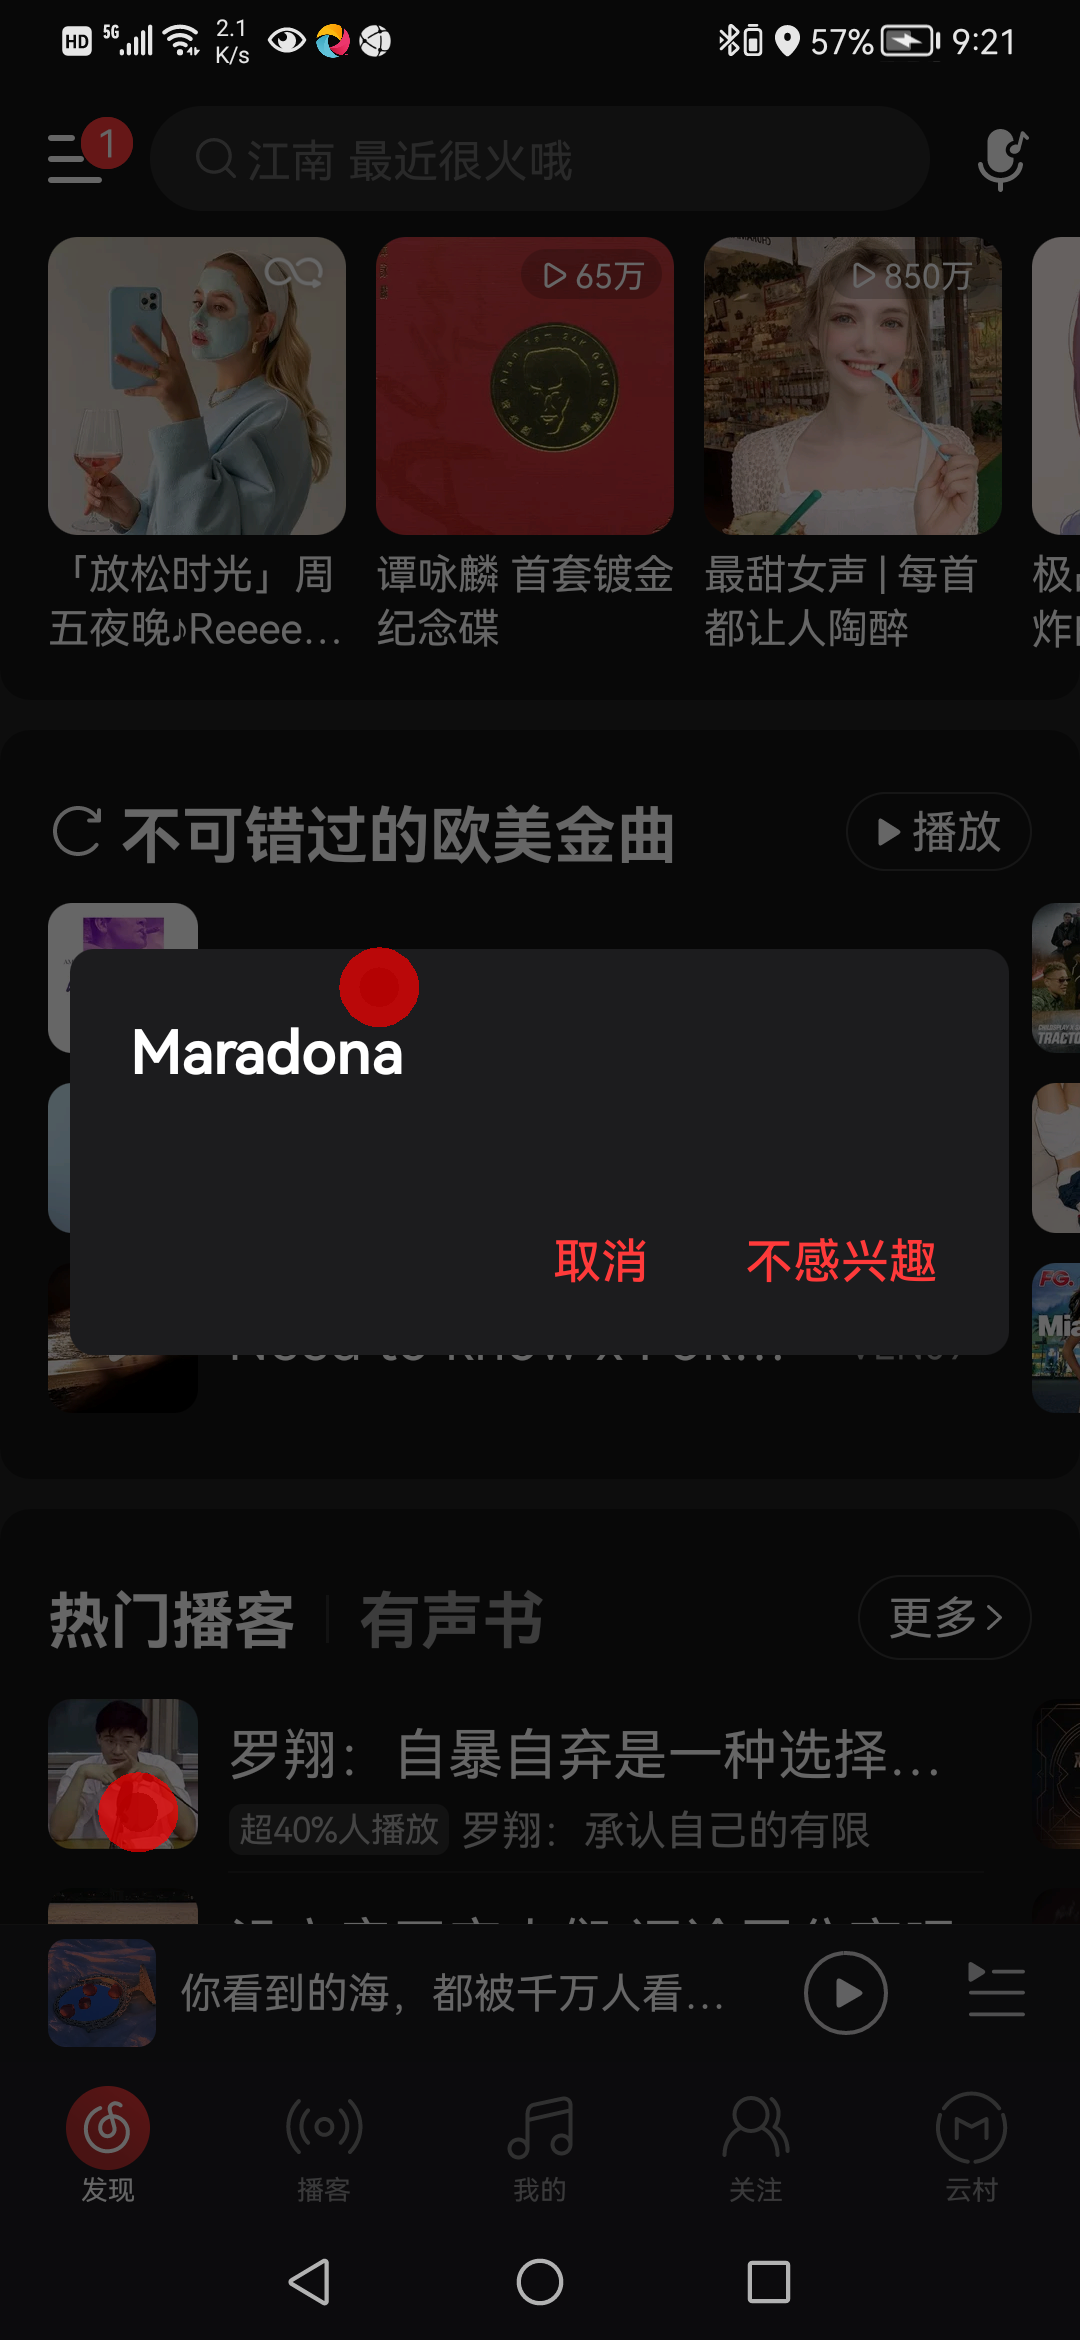 HD 5G 2.1 K/s 57% 9:21
1
江南 最近很火哦
65万
850万
「放松时光」周
五夜晚♪Reeee...
谭咏麟 首套镀金
纪念碟
最甜女声 | 每首
都让人陶醉
不可错过的欧美金曲
播放
Maradona
取消
不感兴趣
热门播客
有声书
更多
罗翔：自暴自弃是一种选择...
超40%人播放 罗翔：承认自己的有限
你看到的海，都被千万人看...
发现
播客
我的
关注
云村